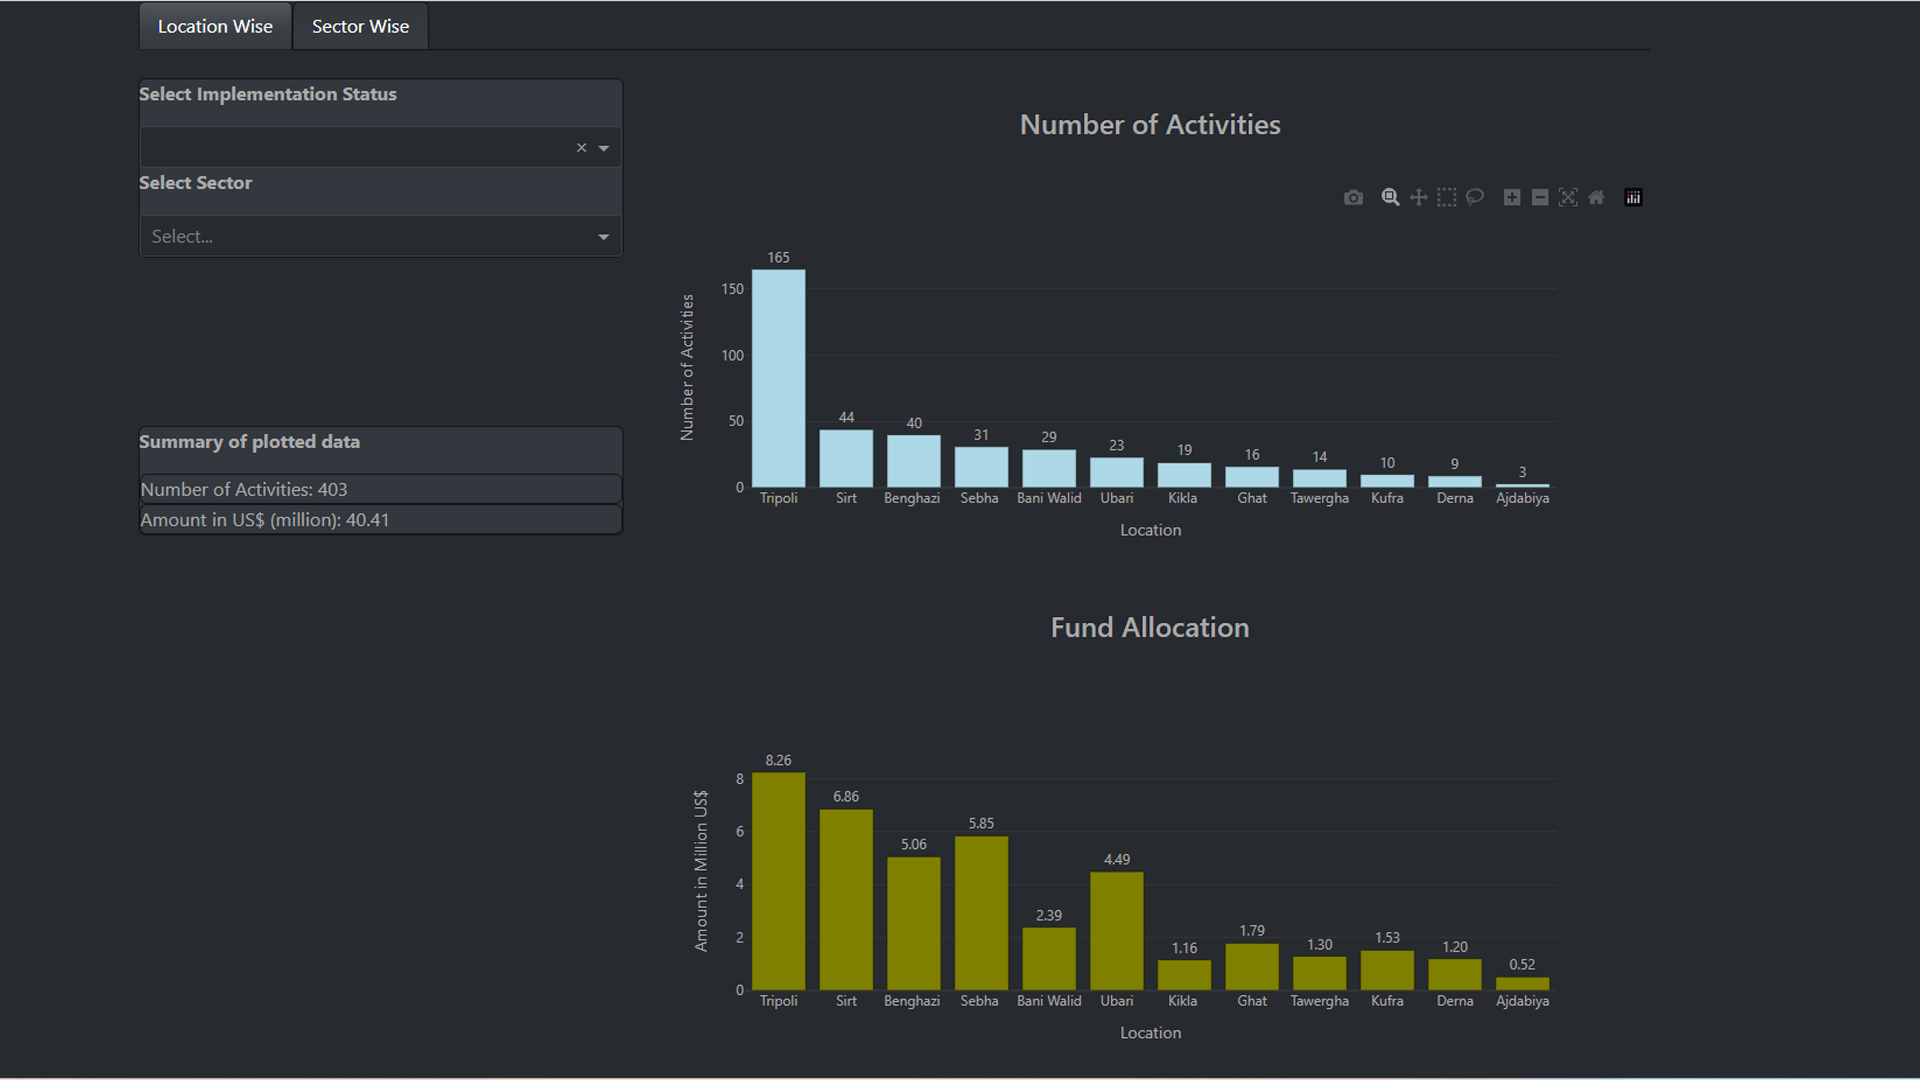 Location Wise
Sector Wise
Select Implementation Status
Select Sector
Select...
Summary of plotted data
Number of Activities: 403
Amount in US$ (million): 40.41
Number of Activities
165
44
40
31
29
23
19
16
14
10
9
3
150
100
50
0
Number of Activities
Tripoli
Sirt
Benghazi
Sebha
Bani Walid
Ubari
Kikla
Ghat
Tawergha
Kufra
Derna
Ajdabiya
Location
Fund Allocation
8.26
6.86
5.06
5.85
2.39
4.49
1.16
1.79
1.30
1.53
1.20
0.52
8
6
4
2
0
Amount in Million US$
Tripoli
Sirt
Benghazi
Sebha
Bani Walid
Ubari
Kikla
Ghat
Tawergha
Kufra
Derna
Ajdabiya
Location